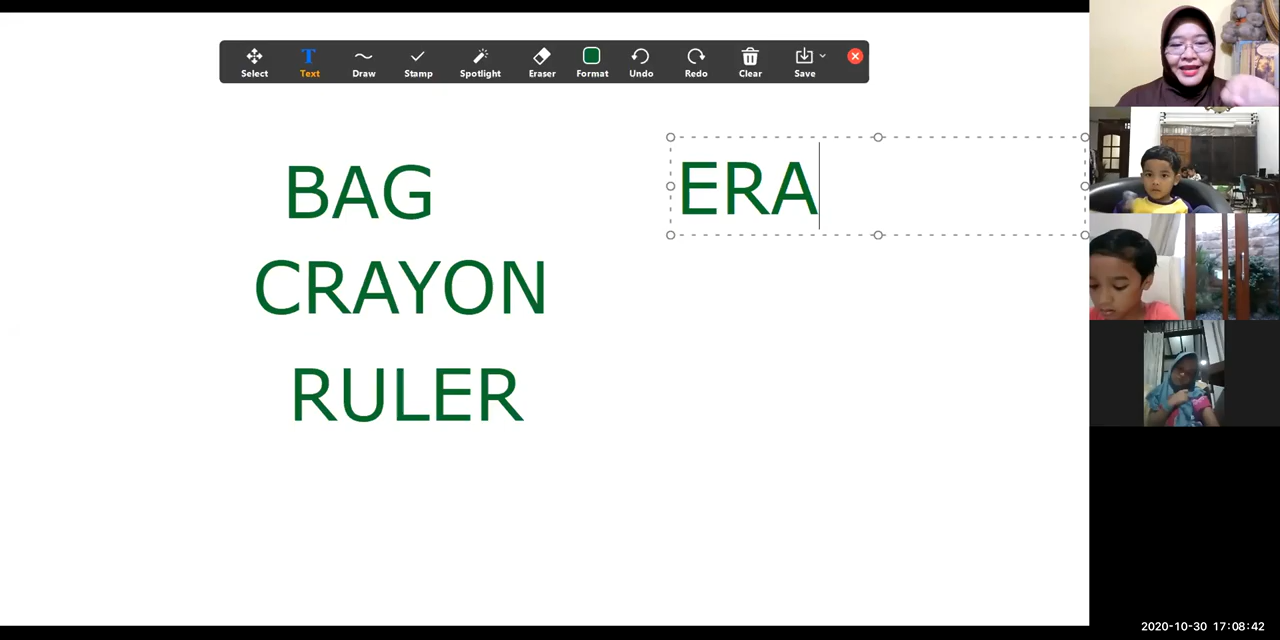 Select Text Draw Stamp Spotlight Eraser Format Undo Redo Clear Save
BAG
CRAYON
RULER
ERA
2020-10-30 17:08:42